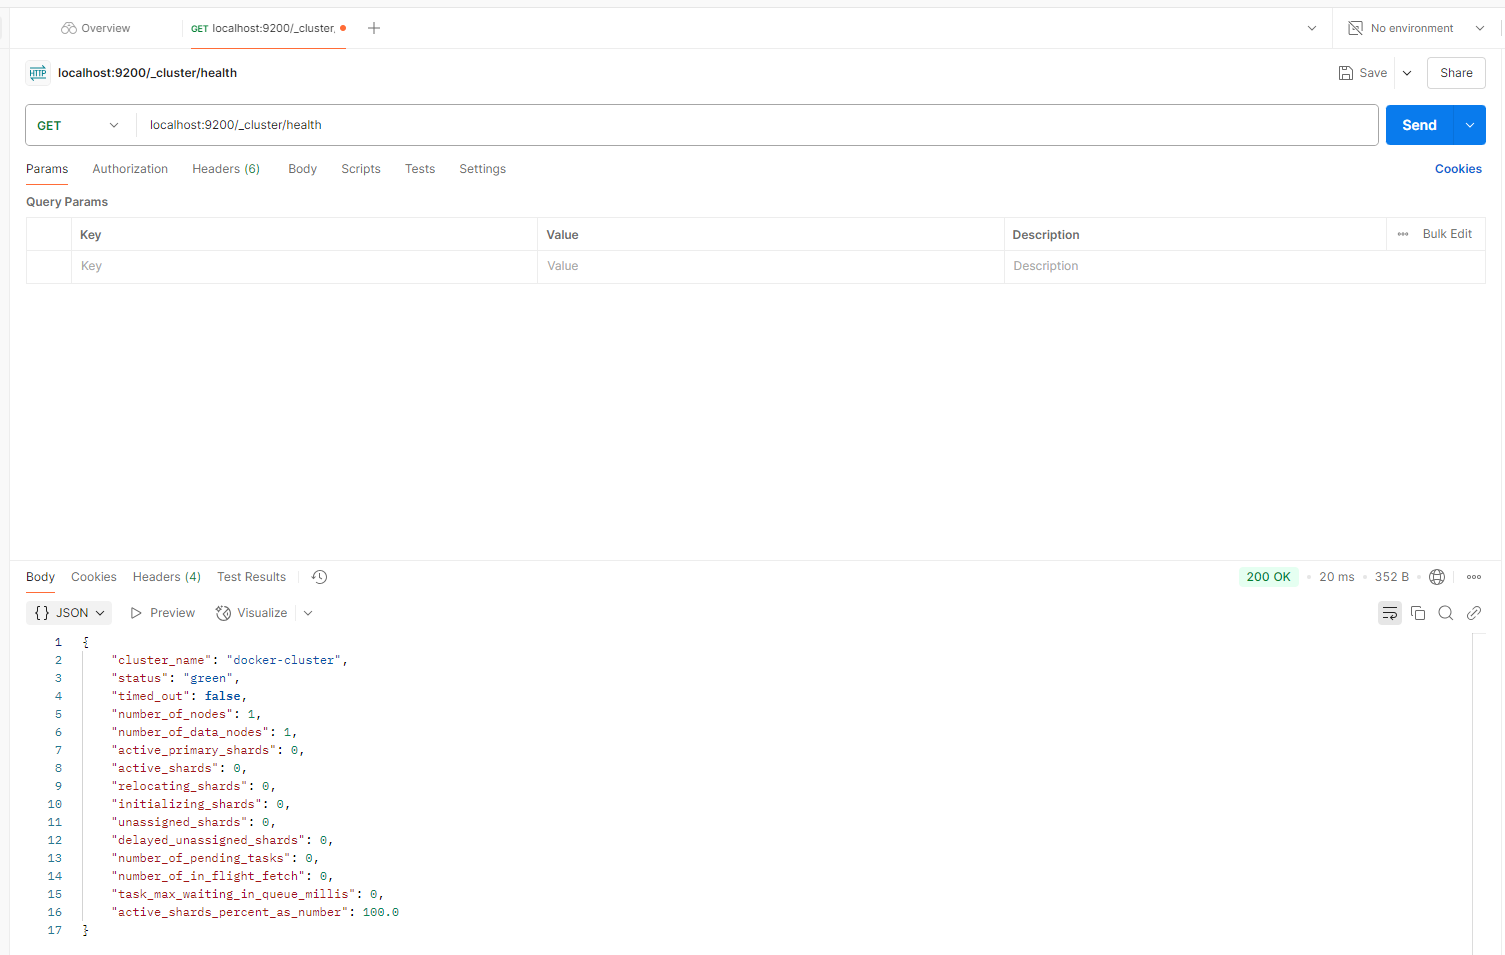 Overview GET localhost:9200/_cluster, No environment
HTTP localhost:9200/_cluster/health Save Share
GET localhost:9200/_cluster/health Send
Params Authorization Headers (6) Body Scripts Tests Settings Cookies
Query Params
Key Value Description Bulk Edit
Key Value Description
Body Cookies Headers (4) Test Results 200 OK 20 ms 352 B
{} JSON Preview Visualize
1 {
2 "cluster_name": "docker-cluster",
3 "status": "green",
4 "timed_out": false,
5 "number_of_nodes": 1,
6 "number_of_data_nodes": 1,
7 "active_primary_shards": 0,
8 "active_shards": 0,
9 "relocating_shards": 0,
10 "initializing_shards": 0,
11 "unassigned_shards": 0,
12 "delayed_unassigned_shards": 0,
13 "number_of_pending_tasks": 0,
14 "number_of_in_flight_fetch": 0,
15 "task_max_waiting_in_queue_millis": 0,
16 "active_shards_percent_as_number": 100.0
17 }